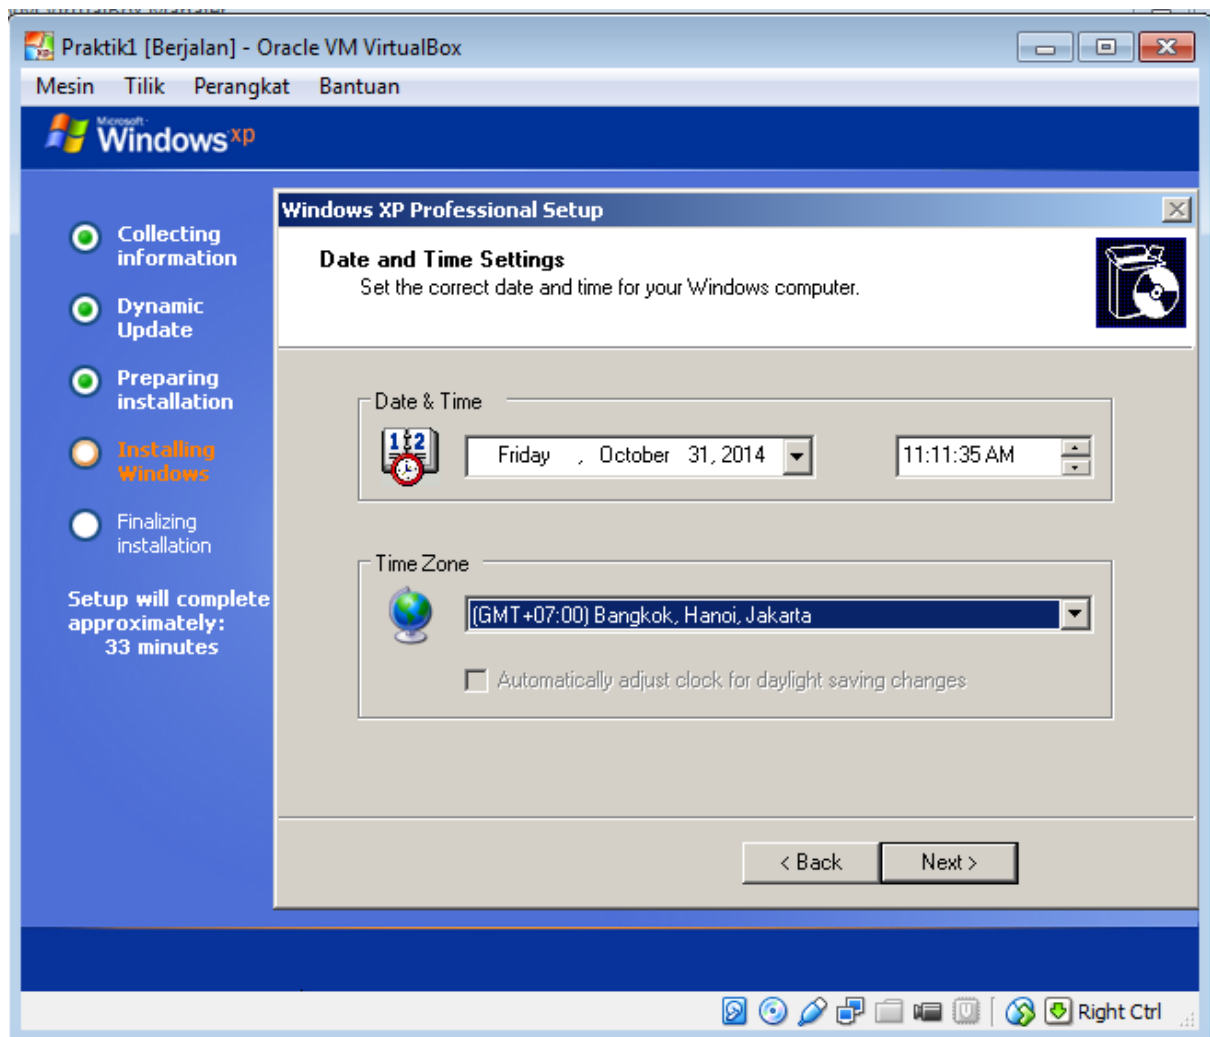 Praktik1 [Berjalan] - Oracle VM VirtualBox
Mesin Tilik Perangkat Bantuan
Microsoft
Windows xp
Windows XP Professional Setup
Collecting
information
Dynamic
Update
Preparing
installation
Installing
Windows
Finalizing
installation
Setup will complete
approximately:
33 minutes
Date and Time Settings
Set the correct date and time for your Windows computer.
Date & Time
Friday , October 31, 2014
11:11:35 AM
Time Zone
(GMT+07:00) Bangkok, Hanoi, Jakarta
Automatically adjust clock for daylight saving changes
< Back
Next >
Right Ctrl